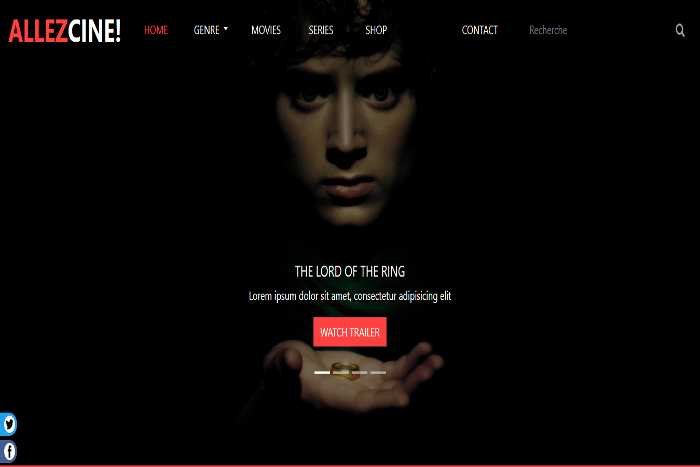 ALLEZCINE! HOME GENRE MOVIES SERIES SHOP CONTACT Recherche
THE LORD OF THE RING
Lorem ipsum dolor sit amet, consectetur adipisicing elit
WATCH TRAILER